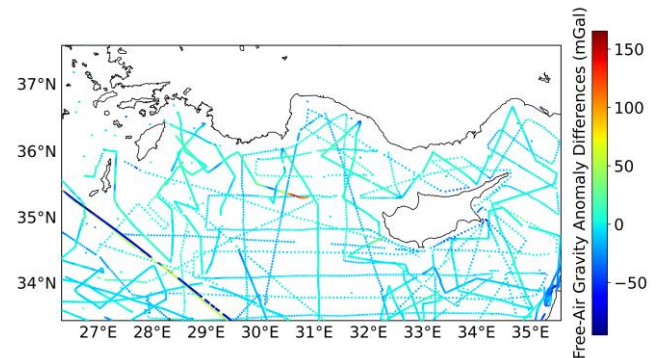 37°N
36°N
35°N
34°N
27°E 28°E 29°E 30°E 31°E 32°E 33°E 34°E 35°E
150
100
50
0
−50
Free-Air Gravity Anomaly Differences (mGal)